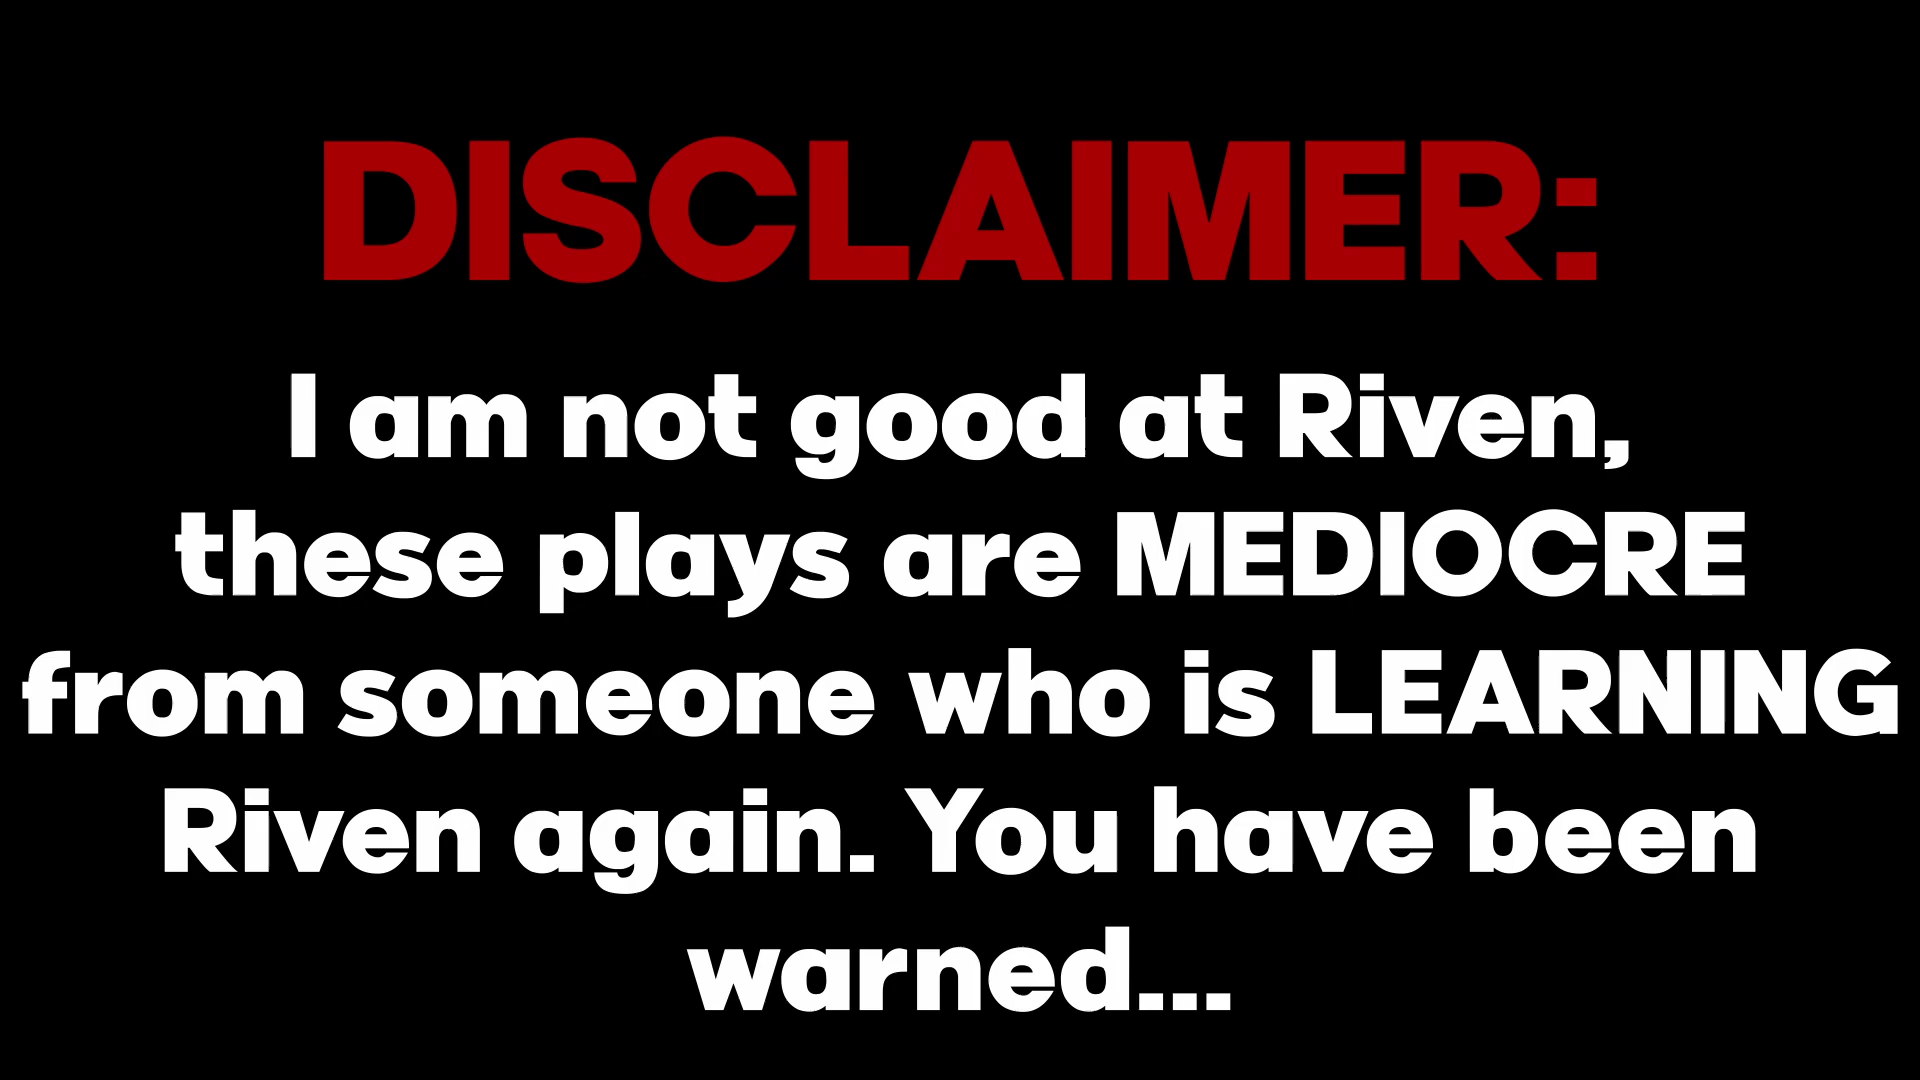 DISCLAIMER:
I am not good at Riven,
these plays are MEDIOCRE
from someone who is LEARNING
Riven again. You have been
warned...